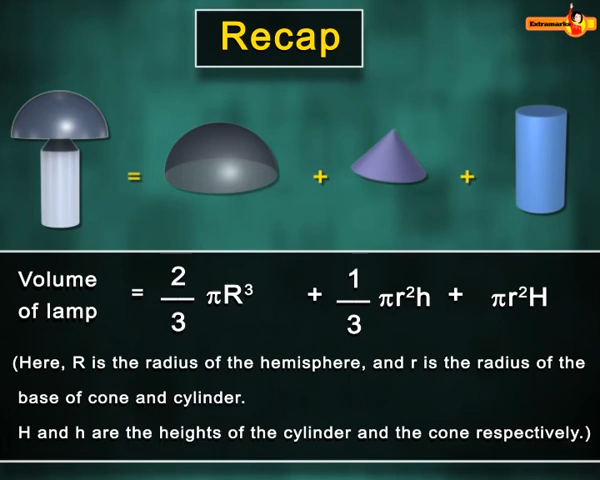 Recap
Extramarks
= + +
Volume of lamp = 2/3 πR³ + 1/3 πr²h + πr²H
(Here, R is the radius of the hemisphere, and r is the radius of the
base of cone and cylinder.
H and h are the heights of the cylinder and the cone respectively.)